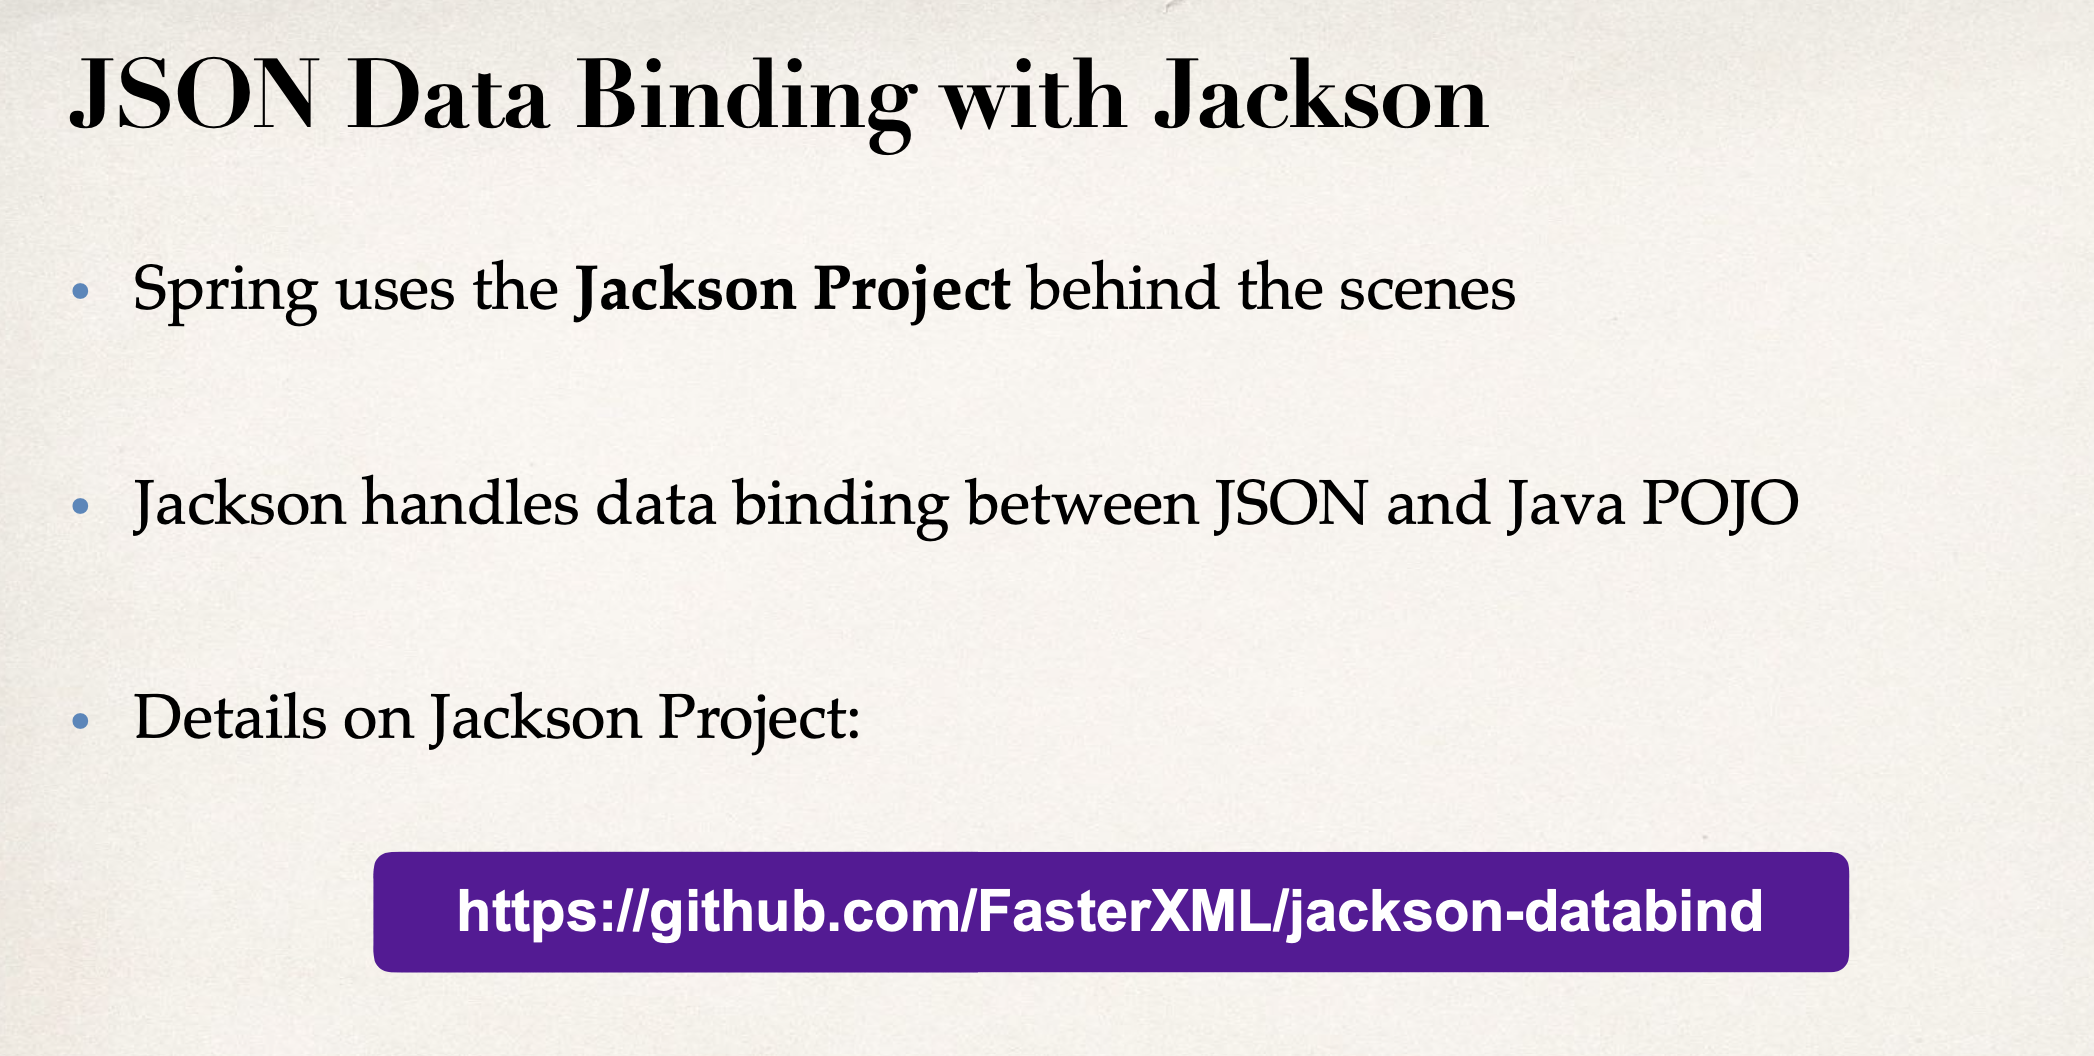 JSON Data Binding with Jackson
• Spring uses the Jackson Project behind the scenes
• Jackson handles data binding between JSON and Java POJO
• Details on Jackson Project:
https://github.com/FasterXML/jackson-databind